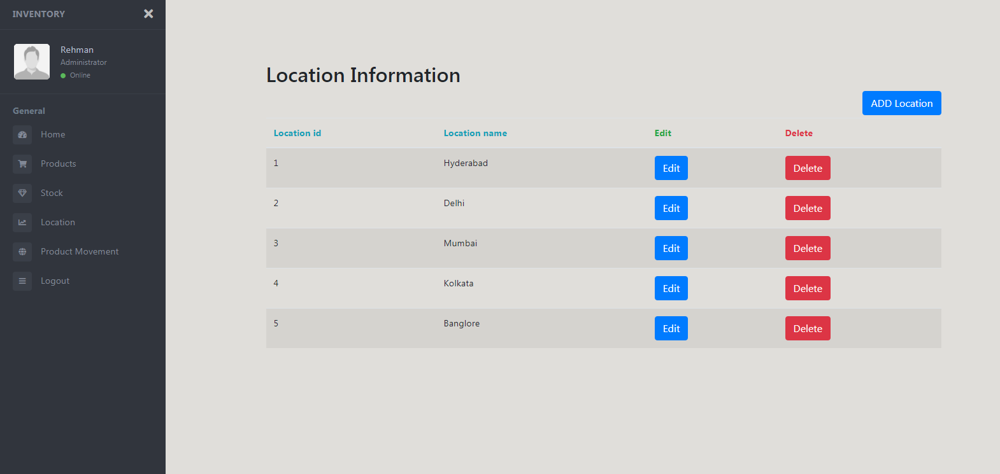 INVENTORY
Rehman
Administrator
Online
General
Home
Products
Stock
Location
Product Movement
Logout
Location Information
ADD Location
Location id Location name Edit Delete
1 Hyderabad Edit Delete
2 Delhi Edit Delete
3 Mumbai Edit Delete
4 Kolkata Edit Delete
5 Banglore Edit Delete